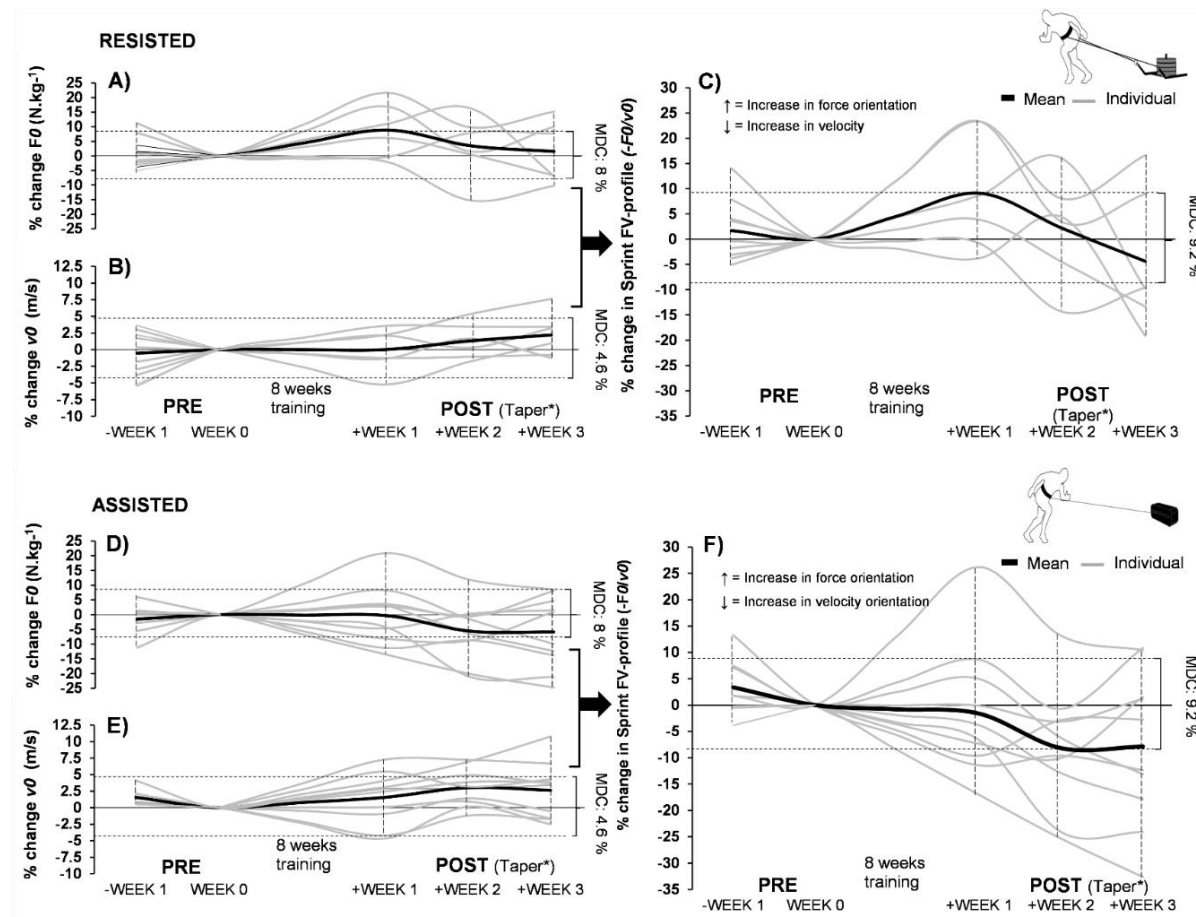 RESISTED
A)
% change F0 (N.kg-1)
25
20
15
10
5
0
-5
-10
-15
-20
-25
MDC: 8 %
B)
% change v0 (m/s)
12.5
10
7.5
5
2.5
0
-2.5
-5
-7.5
-10
MDC: 4.6 %
PRE
8 weeks
training
POST (Taper*)
-WEEK 1
WEEK 0
+WEEK 1
+WEEK 2
+WEEK 3
C)
↑ = Increase in force orientation
↓ = Increase in velocity
Mean
Individual
% change in Sprint FV-profile (-F0/v0)
30
25
20
15
10
5
0
-5
-10
-15
-20
-25
-30
-35
MDC: 9.2 %
PRE
8 weeks
training
POST
(Taper*)
-WEEK 1
WEEK 0
+WEEK 1
+WEEK 2
+WEEK 3
ASSISTED
D)
% change F0 (N.kg-1)
25
20
15
10
5
0
-5
-10
-15
-20
-25
MDC: 8 %
E)
% change v0 (m/s)
12.5
10
7.5
5
2.5
0
2.5
-5
-7.5
-10
MDC: 4.6 %
PRE
8 weeks
training
POST (Taper*)
-WEEK 1
WEEK 0
+WEEK 1
+WEEK 2
+WEEK 3
F)
↑ = Increase in force orientation
↓ = Increase in velocity orientation
Mean
Individual
% change in Sprint FV-profile (-F0/v0)
30
25
20
15
10
5
0
-5
-10
-15
-20
-25
-30
-35
MDC: 9.2 %
PRE
8 weeks
training
POST (Taper*)
-WEEK 1
WEEK 0
+WEEK 1
+WEEK 2
+WEEK 3